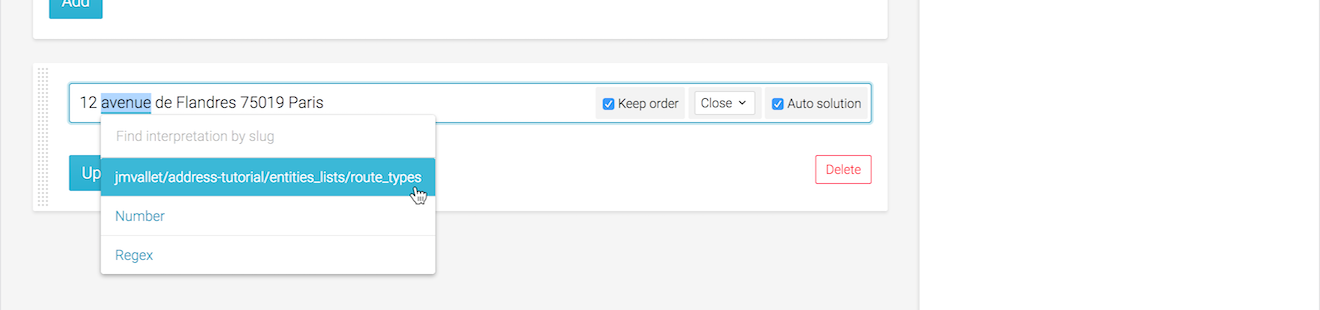 Add
12 avenue de Flandres 75019 Paris Keep order Close Auto solution
Find interpretation by slug
Up Delete
jmvallet/address-tutorial/entities_lists/route_types
Number
Regex